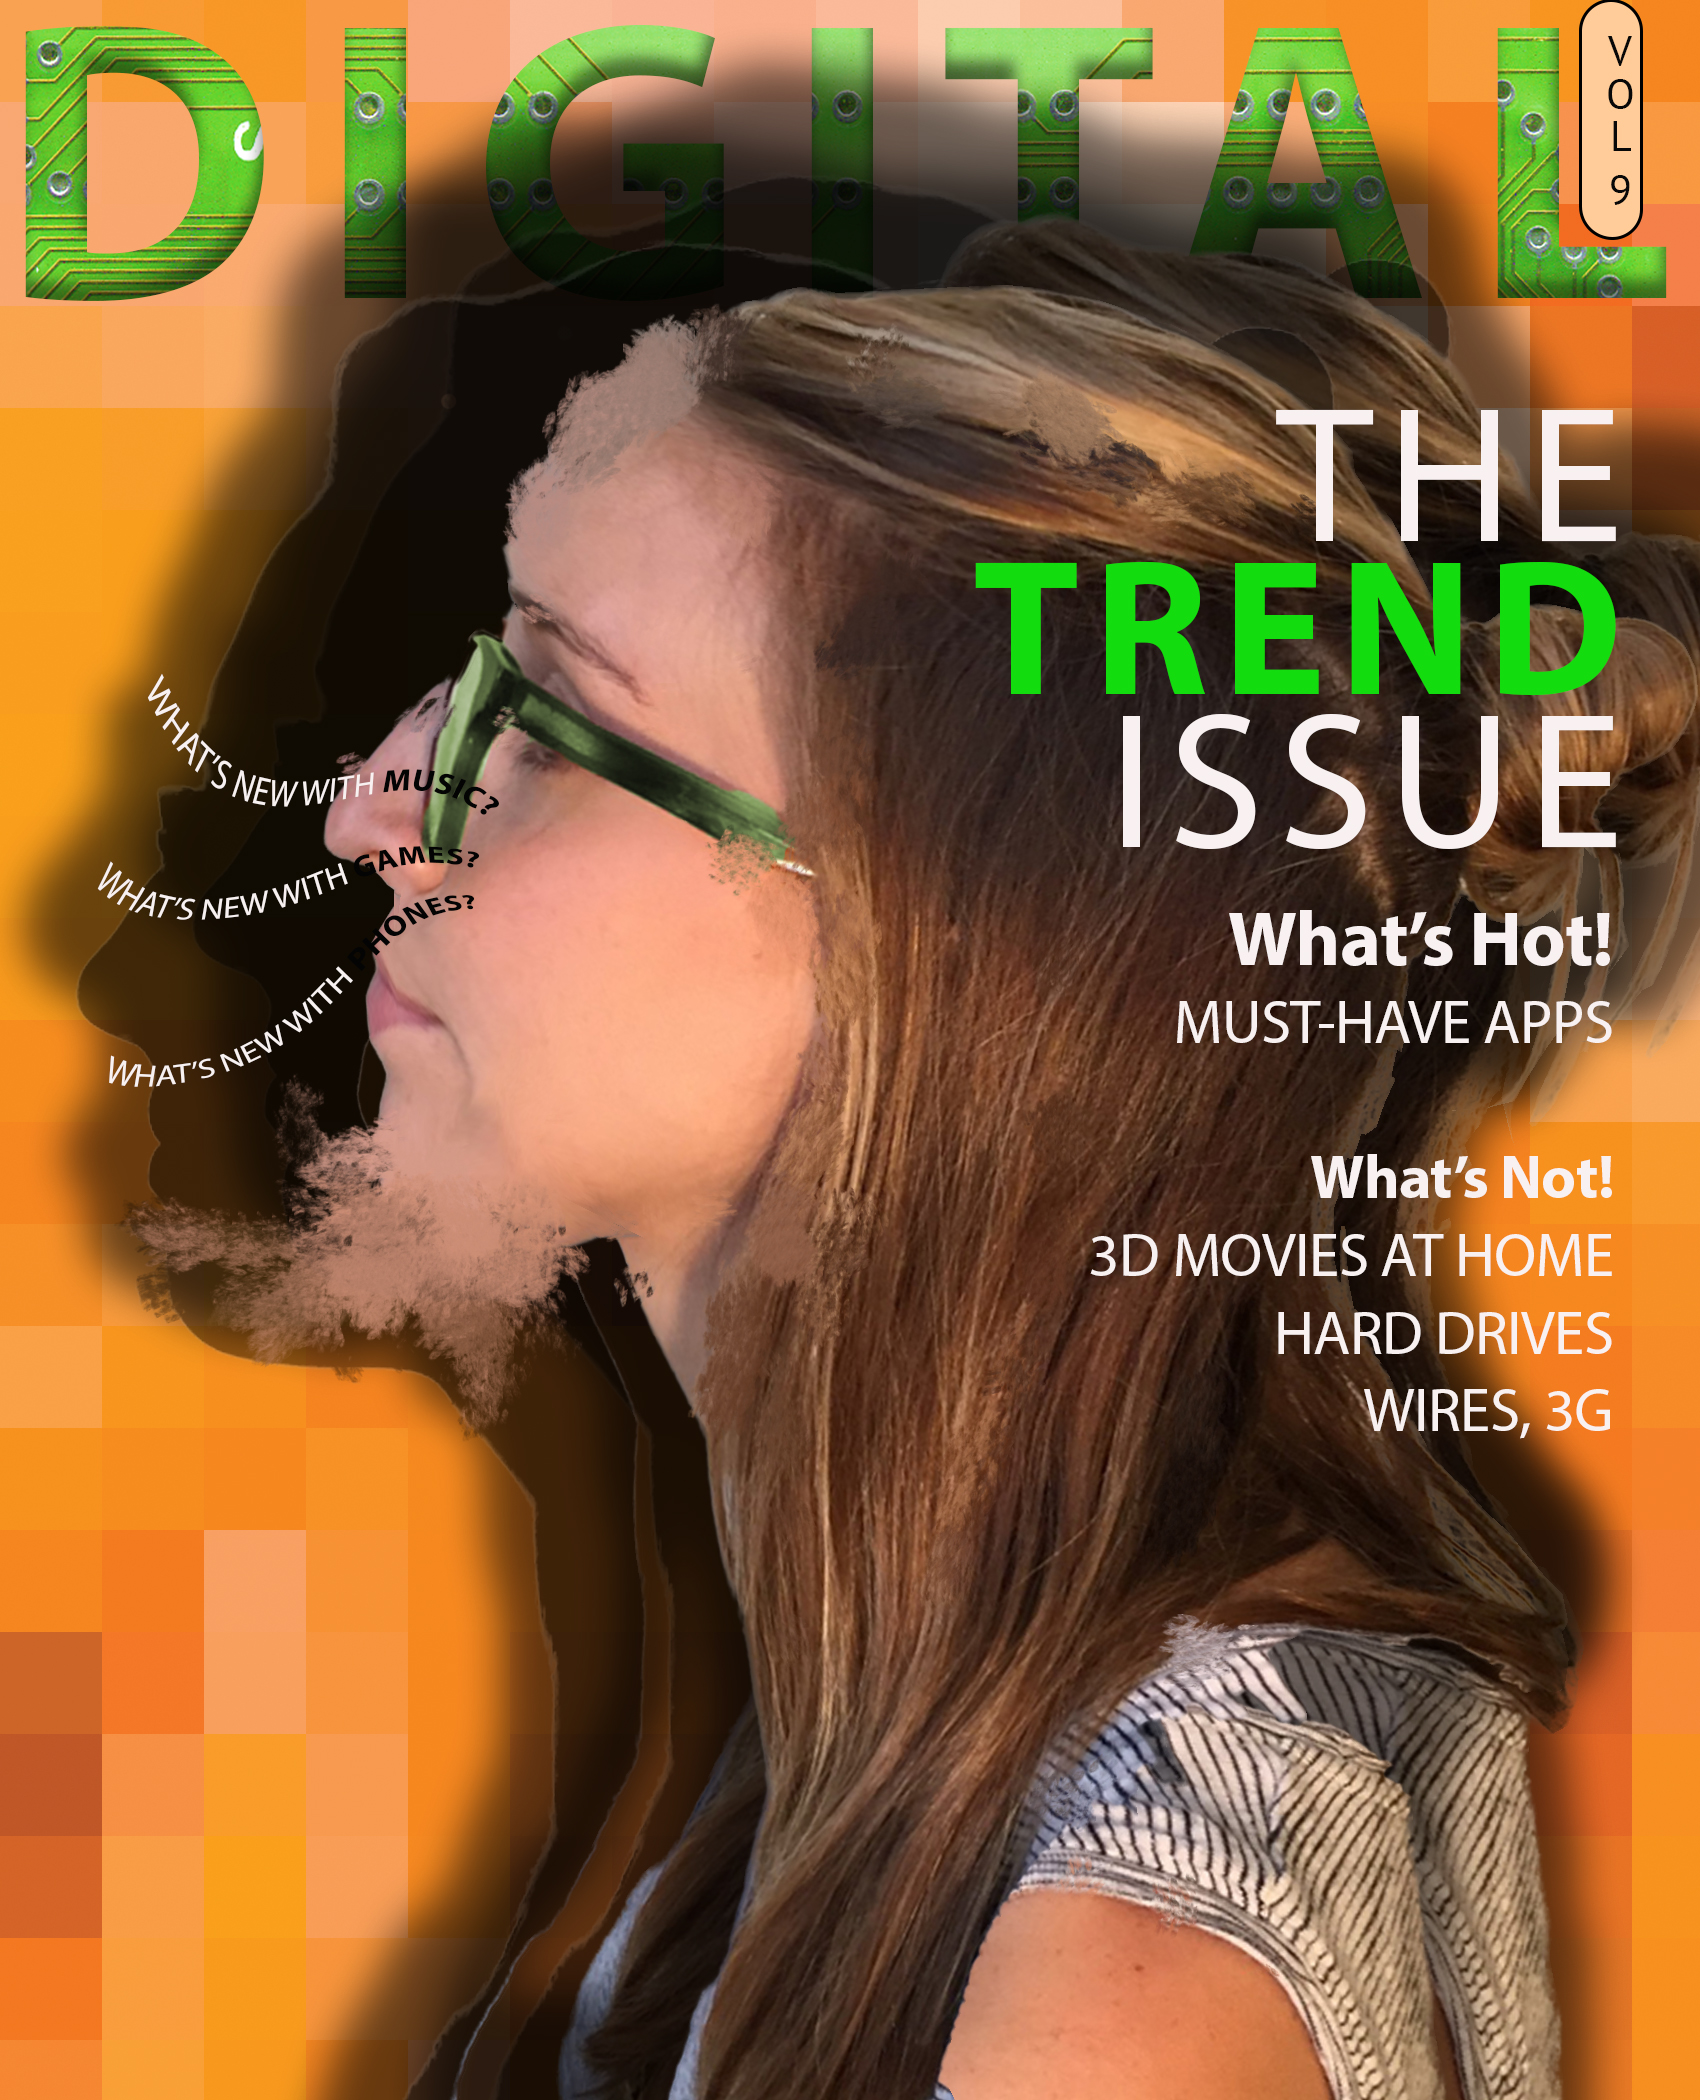 DIGITAL
VOL 9
THE
TREND
ISSUE
WHAT'S NEW WITH MUSIC?
WHAT'S NEW WITH GAMES?
WHAT'S NEW WITH PHONES?
What's Hot!
MUST-HAVE APPS
What's Not!
3D MOVIES AT HOME
HARD DRIVES
WIRES, 3G